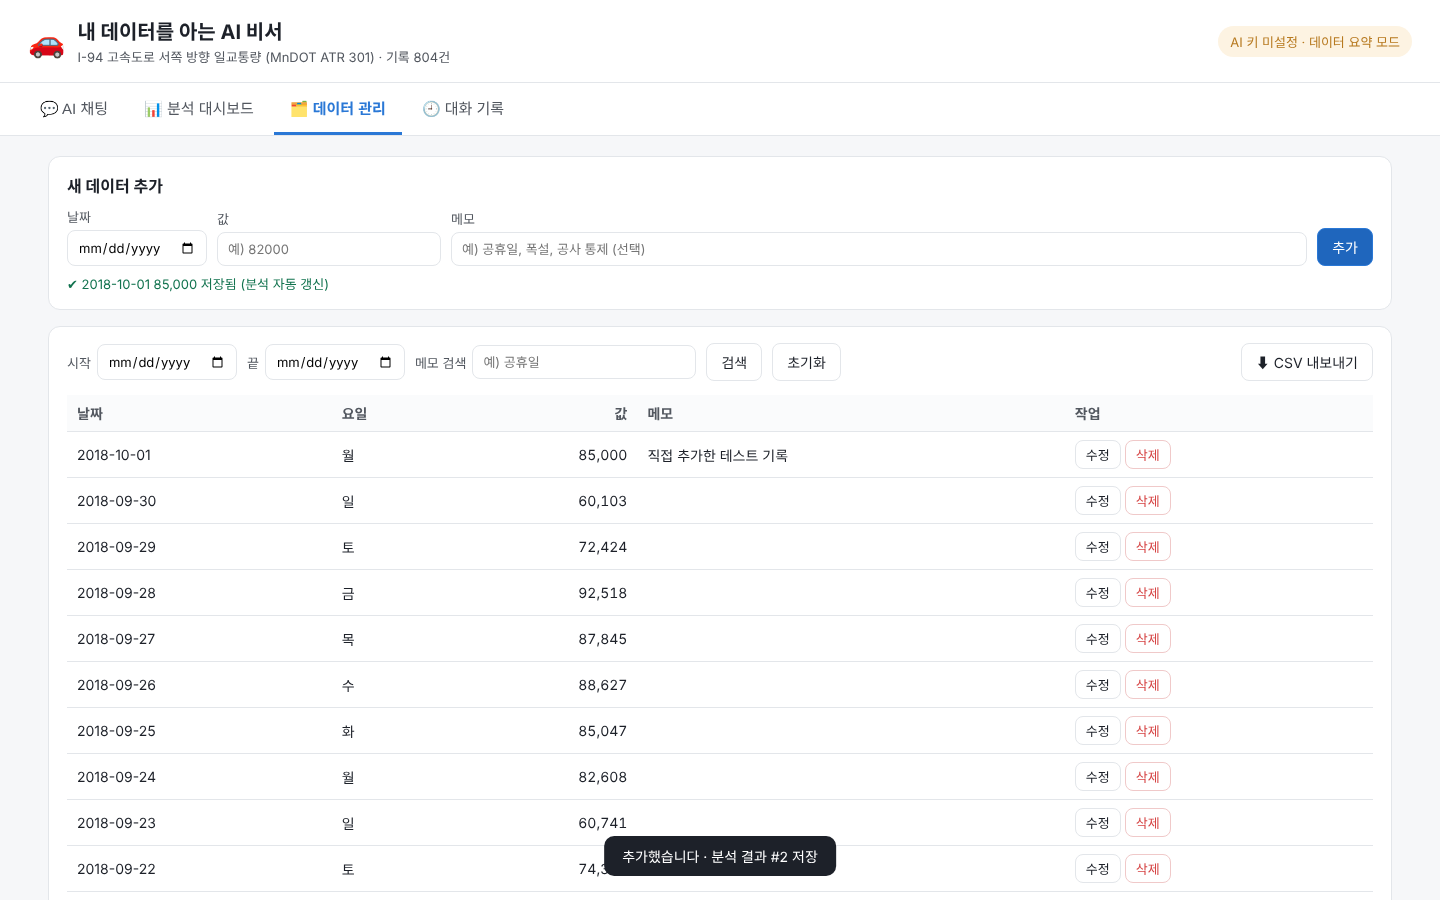 내 데이터를 아는 AI 비서
I-94 고속도로 서쪽 방향 일교통량 (MnDOT ATR 301) · 기록 804건
AI 키 미설정 · 데이터 요약 모드
AI 채팅
분석 대시보드
데이터 관리
대화 기록
새 데이터 추가
날짜
값
메모
mm/dd/yyyy
예) 82000
예) 공휴일, 폭설, 공사 통제 (선택)
추가
✔ 2018-10-01 85,000 저장됨 (분석 자동 갱신)
시작 mm/dd/yyyy 끝 mm/dd/yyyy 메모 검색 예) 공휴일 검색 초기화 ⬇ CSV 내보내기
날짜 요일 값 메모 작업
2018-10-01 월 85,000 직접 추가한 테스트 기록 수정 삭제
2018-09-30 일 60,103 수정 삭제
2018-09-29 토 72,424 수정 삭제
2018-09-28 금 92,518 수정 삭제
2018-09-27 목 87,845 수정 삭제
2018-09-26 수 88,627 수정 삭제
2018-09-25 화 85,047 수정 삭제
2018-09-24 월 82,608 수정 삭제
2018-09-23 일 60,741 수정 삭제
2018-09-22 토 수정 삭제
추가했습니다 · 분석 결과 #2 저장